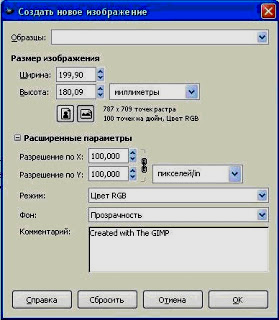 Создать новое изображение
Образцы:
Размер изображения
Ширина: 199,90
Высота: 180,09 миллиметры
787 x 709 точек растра
100 точек на дюйм, Цвет RGB
Расширенные параметры
Разрешение по X: 100,000
Разрешение по Y: 100,000 пикселей/in
Режим: Цвет RGB
Фон: Прозрачность
Комментарий: Created with The GIMP
Справка Сбросить Отмена OK